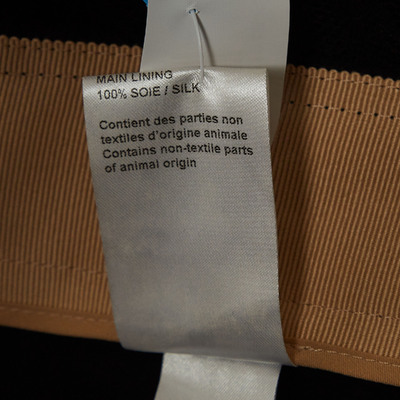 MAIN LINING
100% SOIE / SILK
Contient des parties non
textiles d'origine animale
Contains non-textile parts
of animal origin